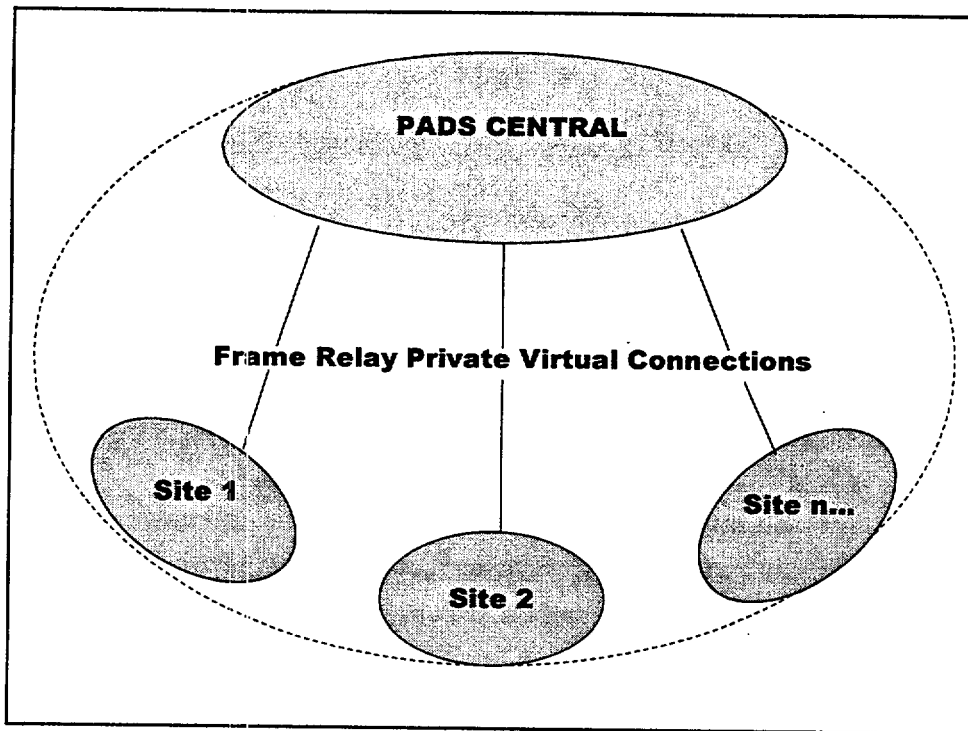 PADS CENTRAL
Frame Relay Private Virtual Connections
Site 1
Site n...
Site 2